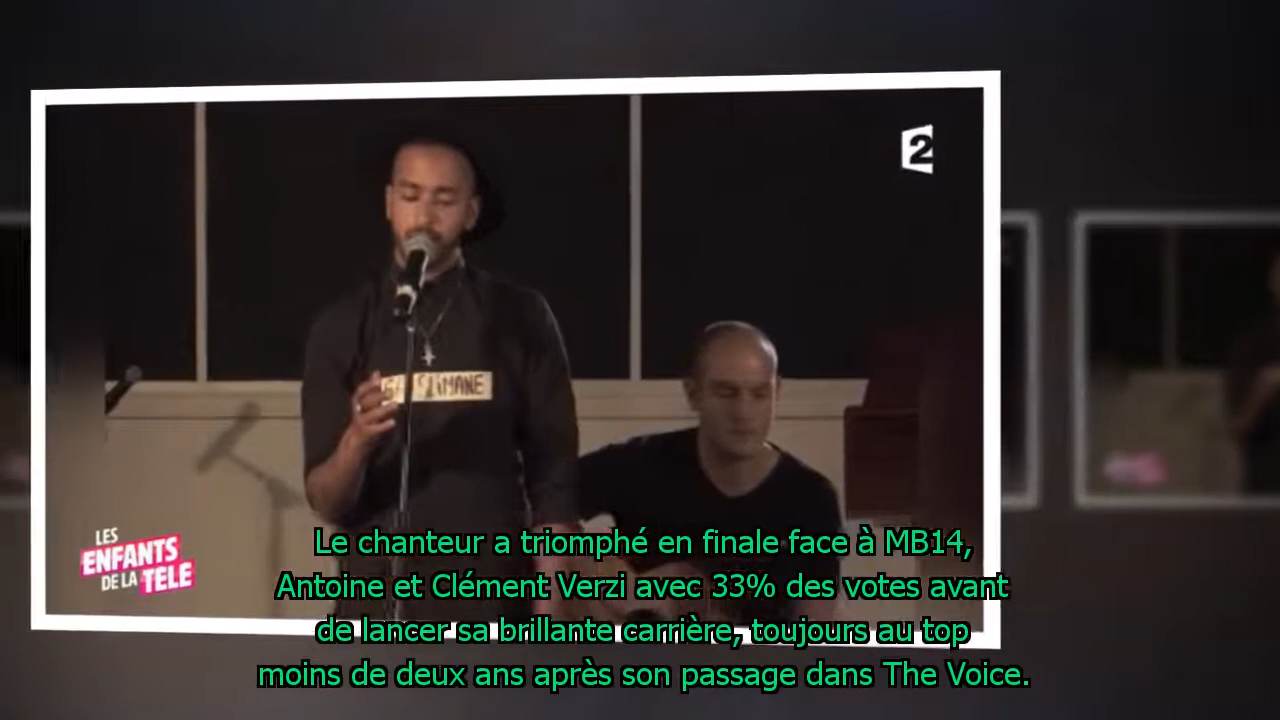 2
SLIMANE
LES
ENFANTS
DE LA TELE
Le chanteur a triomphé en finale face à MB14,
Antoine et Clément Verzi avec 33% des votes avant
de lancer sa brillante carrière, toujours au top
moins de deux ans après son passage dans The Voice.